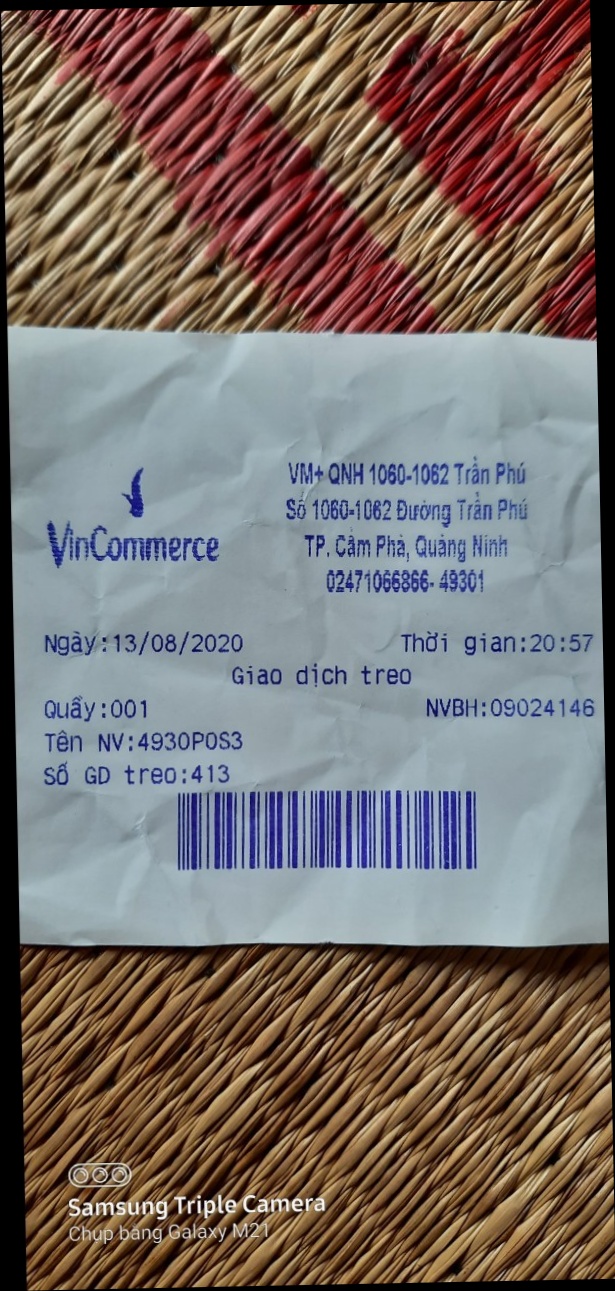 VinCommerce
VM+ QNH 1060-1062 Trần Phú
Số 1060-1062 Đường Trần Phú
TP. Cẩm Phả, Quảng Ninh
02471066866- 49301
Ngày:13/08/2020 Thời gian:20:57
Giao dịch treo
Quầy:001 NVBH:09024146
Tên NV:4930POS3
Số GD treo:413
Samsung Triple Camera
Chụp bằng Galaxy M21